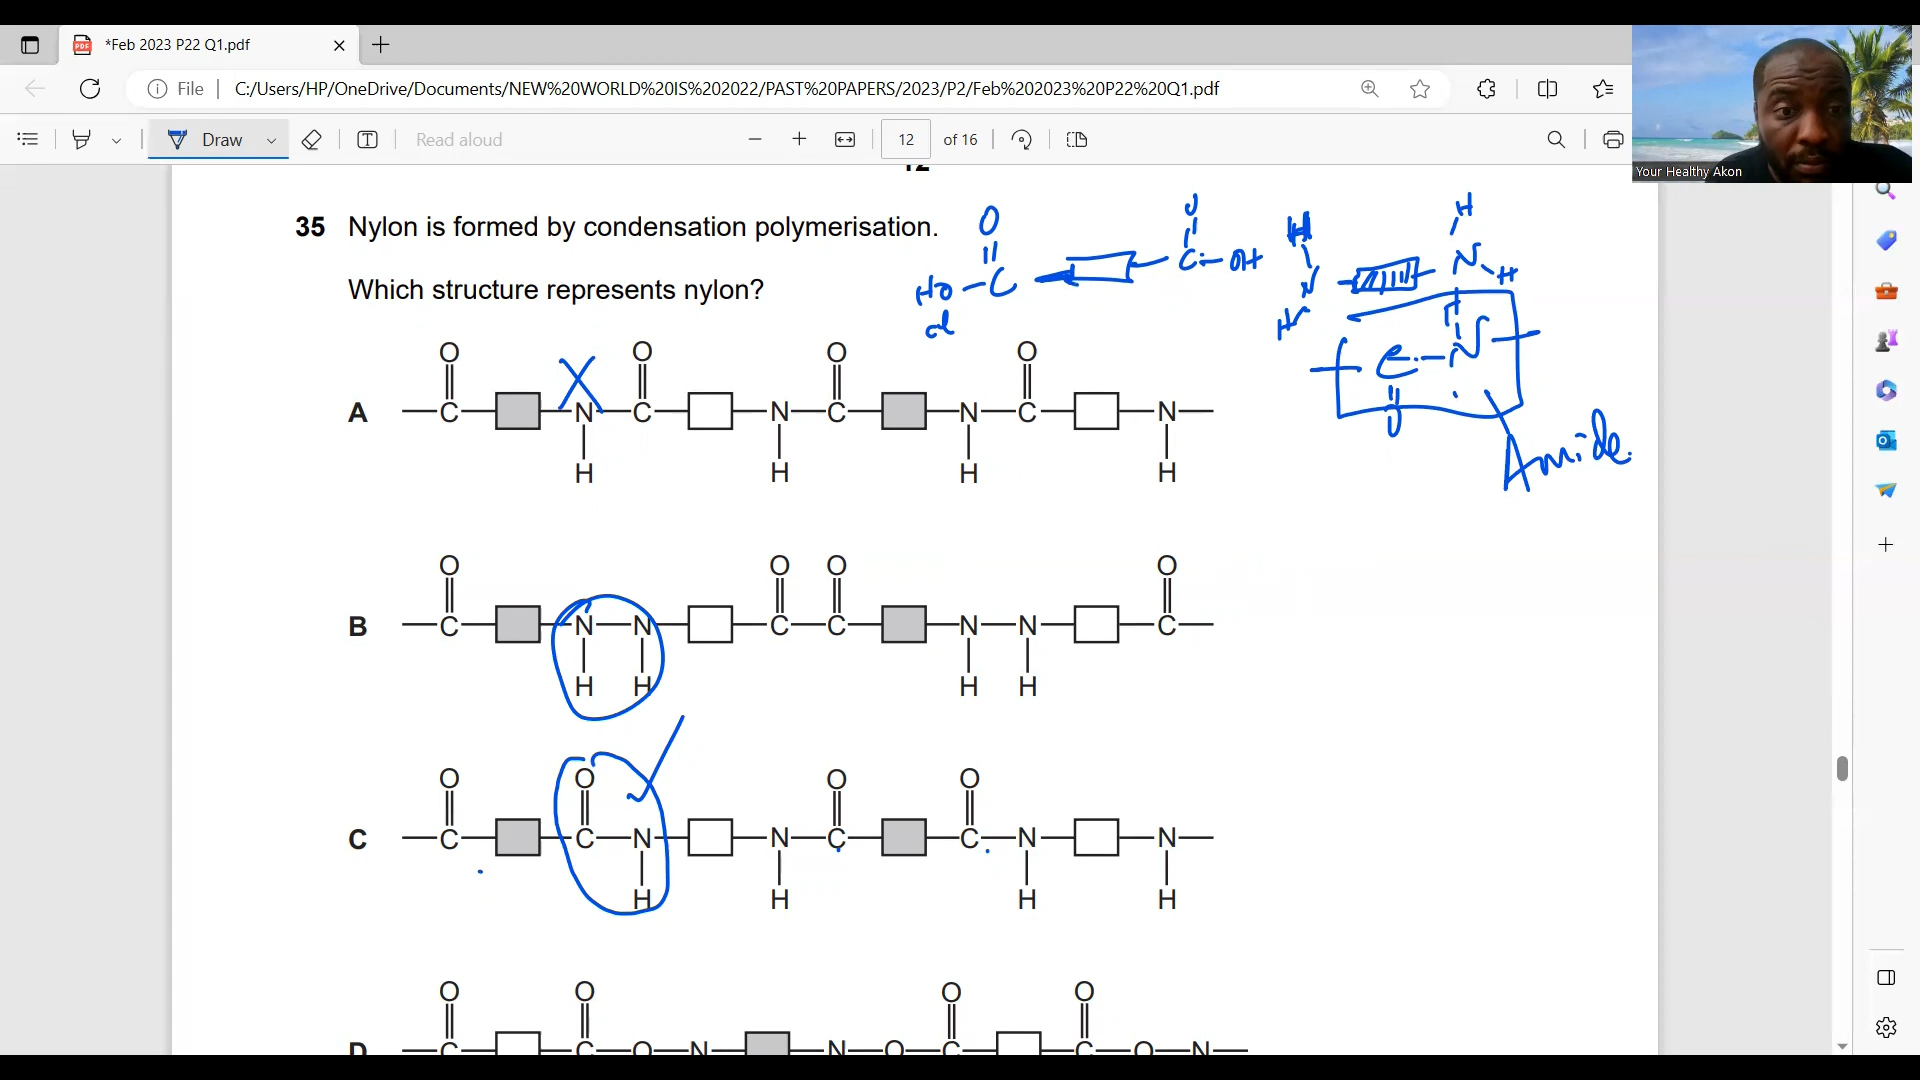 *Feb 2023 P22 Q1.pdf
File
C:/Users/HP/OneDrive/Documents/NEW%20WORLD%20IS%202022/PAST%20PAPERS/2023/P2/Feb%202023%20P22%20Q1.pdf
Draw
Read aloud
12 of 16
Your Healthy Akon
12
35 Nylon is formed by condensation polymerisation.
Which structure represents nylon?
O
HO C
O
C OH
H N H
H N H
cl
C N
H
O
Amide.
O O O O
A C N C N C N C N
H H H H
O O O O
B C N N C C N N C
H H H H
O O O O
C C C N N C C N N
H H H H
O O O O
D C C O N N O C C O N